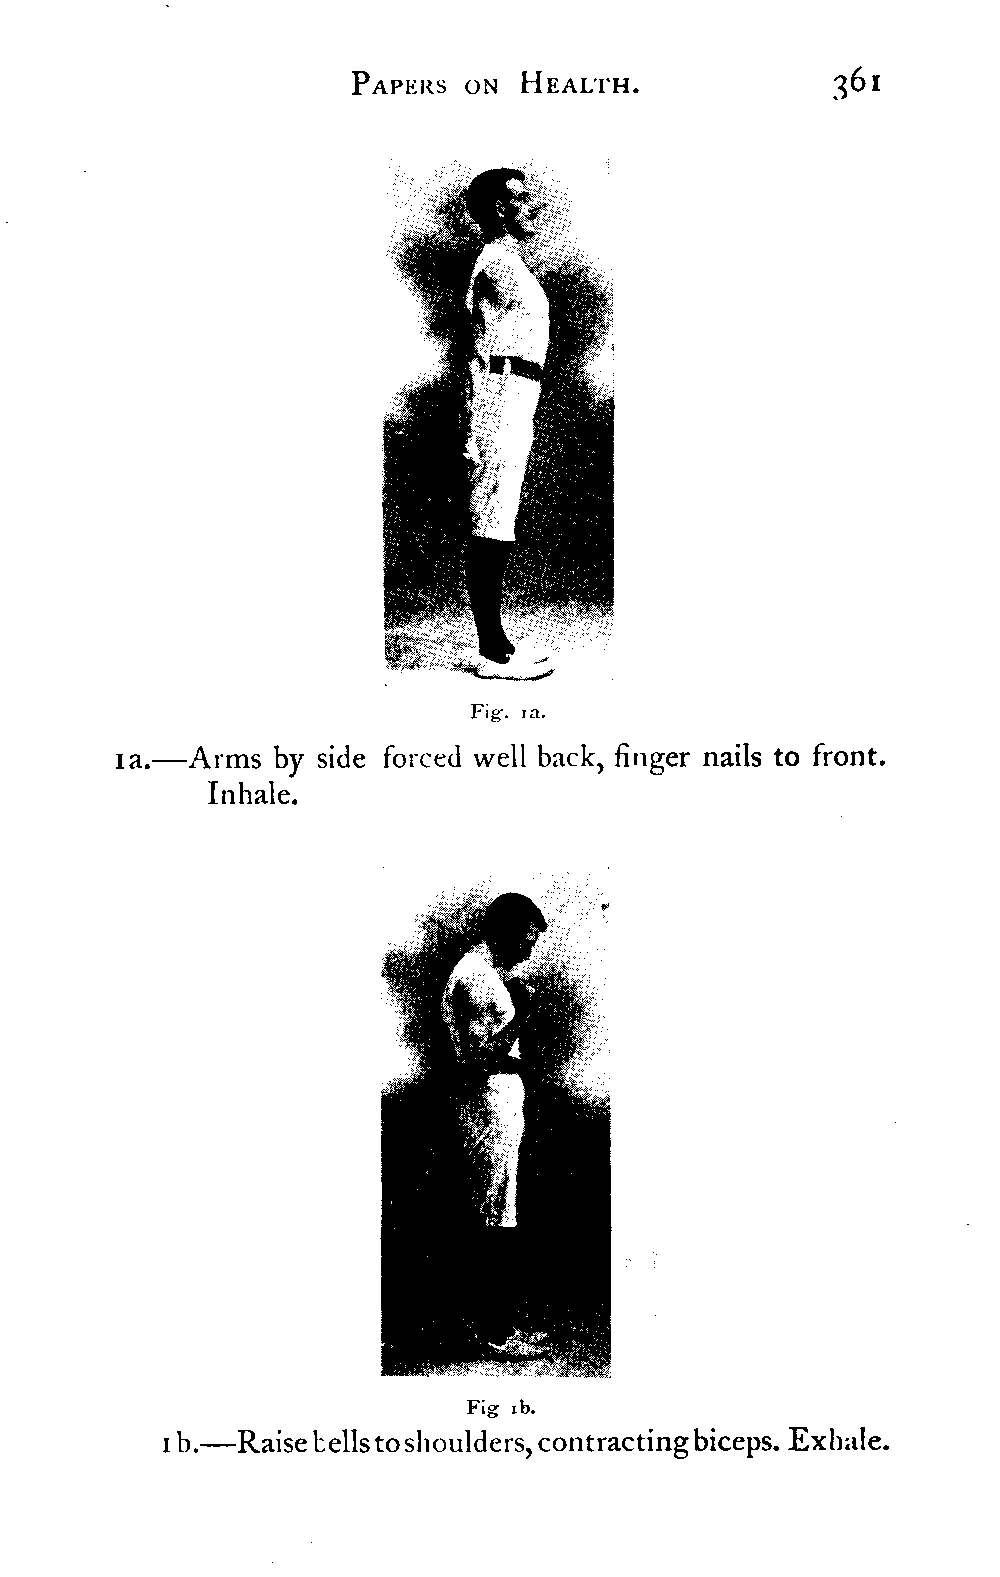 PAPERS ON HEALTH. 361
Fig. 1a.
1a.—Arms by side forced well back, finger nails to front.
Inhale.
Fig 1b.
1b.—Raise bells to shoulders, contracting biceps. Exhale.